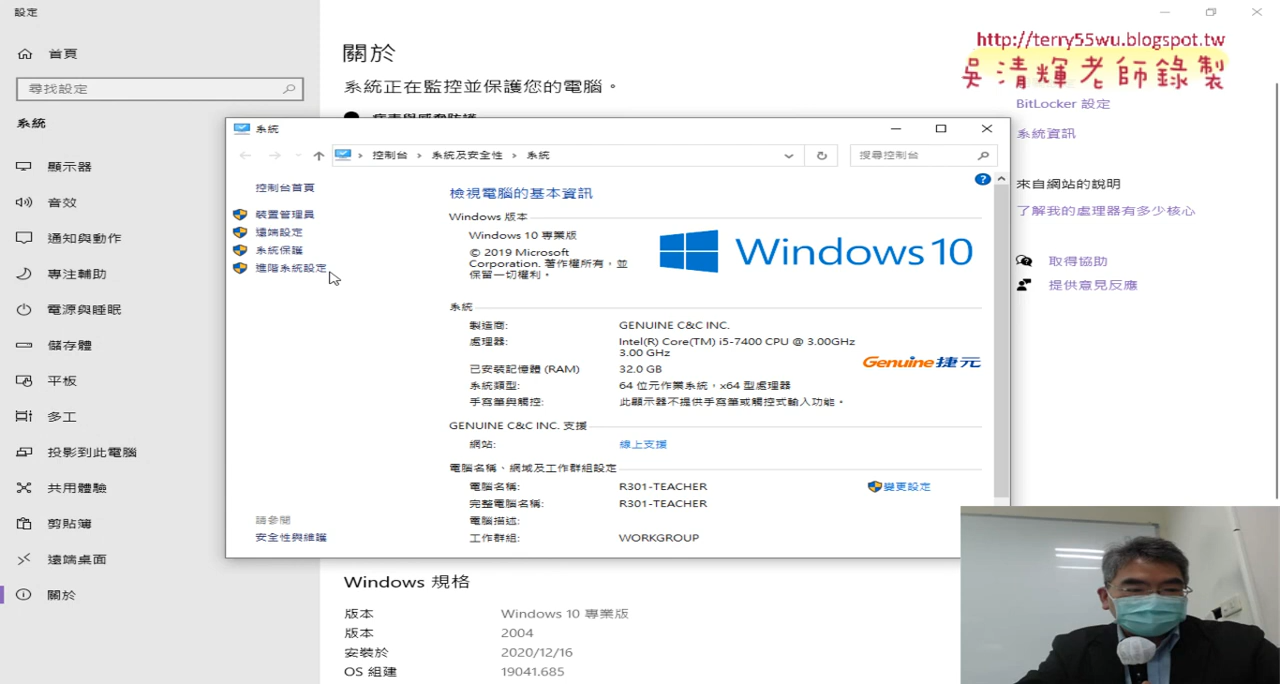 設定
http://terry55wu.blogspot.tw
吳清輝老師錄製
首頁
尋找設定
系統
顯示器
音效
通知與動作
專注輔助
電源與睡眠
儲存體
平板
多工
投影到此電腦
共用體驗
剪貼簿
遠端桌面
關於
關於
系統正在監控並保護您的電腦。
病毒與威脅防護
系統
控制台 › 系統及安全性 › 系統
搜尋控制台
控制台首頁
裝置管理員
遠端設定
系統保護
進階系統設定
請參閱
安全性與維護
檢視電腦的基本資訊
Windows 版本
Windows 10 專業版
© 2019 Microsoft
Corporation. 著作權所有，並
保留一切權利。
Windows 10
系統
製造商: GENUINE C&C INC.
處理器: Intel(R) Core(TM) i5-7400 CPU @ 3.00GHz
3.00 GHz
已安裝記憶體 (RAM) 32.0 GB
系統類型: 64 位元作業系統，x64 型處理器
手寫筆與觸控: 此顯示器不提供手寫筆或觸控式輸入功能。
Genuine捷元
GENUINE C&C INC. 支援
網站: 線上支援
電腦名稱、網域及工作群組設定
電腦名稱: R301-TEACHER
變更設定
完整電腦名稱: R301-TEACHER
電腦描述:
工作群組: WORKGROUP
Windows 規格
版本 Windows 10 專業版
版本 2004
安裝於 2020/12/16
OS 組建 19041.685
BitLocker 設定
系統資訊
來自網站的說明
了解我的處理器有多少核心
取得協助
提供意見反應